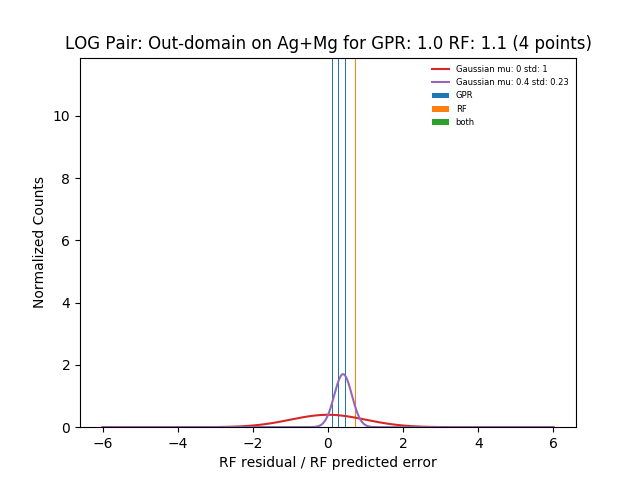 LOG Pair: Out-domain on Ag+Mg for GPR: 1.0 RF: 1.1 (4 points)
Gaussian mu: 0 std: 1
Gaussian mu: 0.4 std: 0.23
GPR
RF
both
10
8
6
4
2
0
Normalized Counts
−6
−4
−2
0
2
4
6
RF residual / RF predicted error